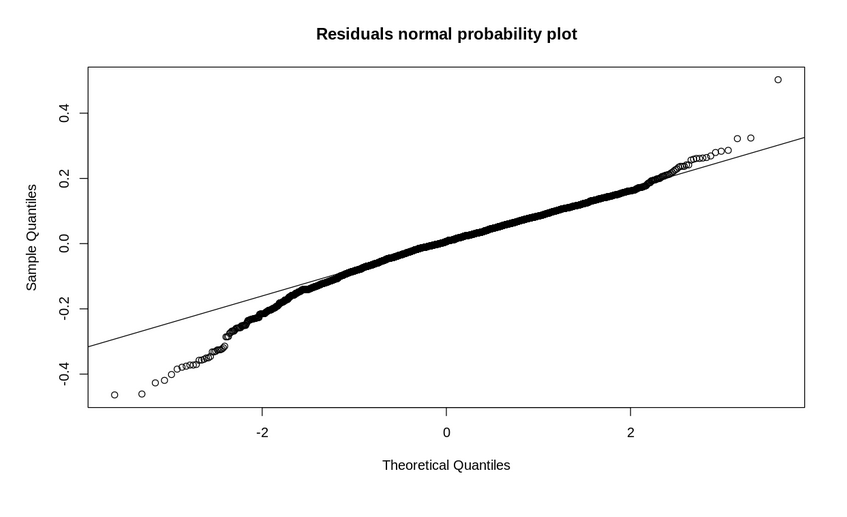 Residuals normal probability plot
Sample Quantiles
0.4
0.2
0.0
-0.2
-0.4
-2
0
2
Theoretical Quantiles